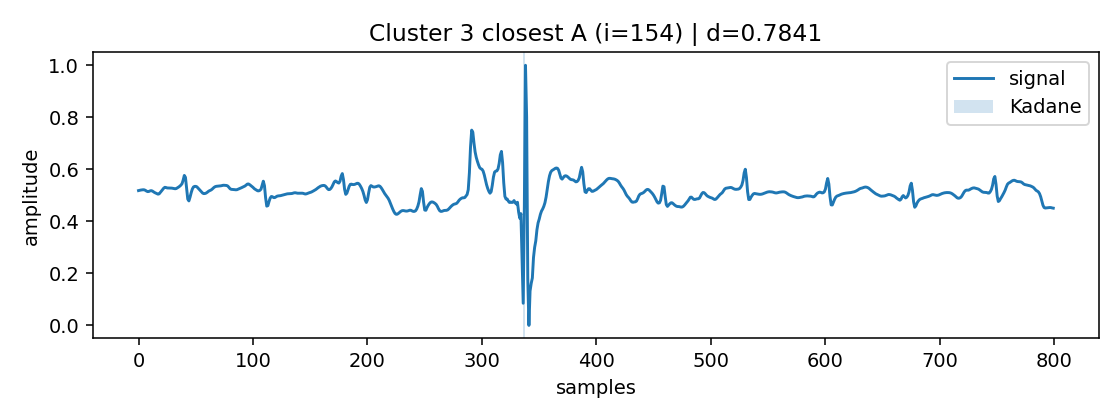 Cluster 3 closest A (i=154) | d=0.7841
signal
Kadane
1.0
0.8
0.6
0.4
0.2
0.0
amplitude
0 100 200 300 400 500 600 700 800
samples